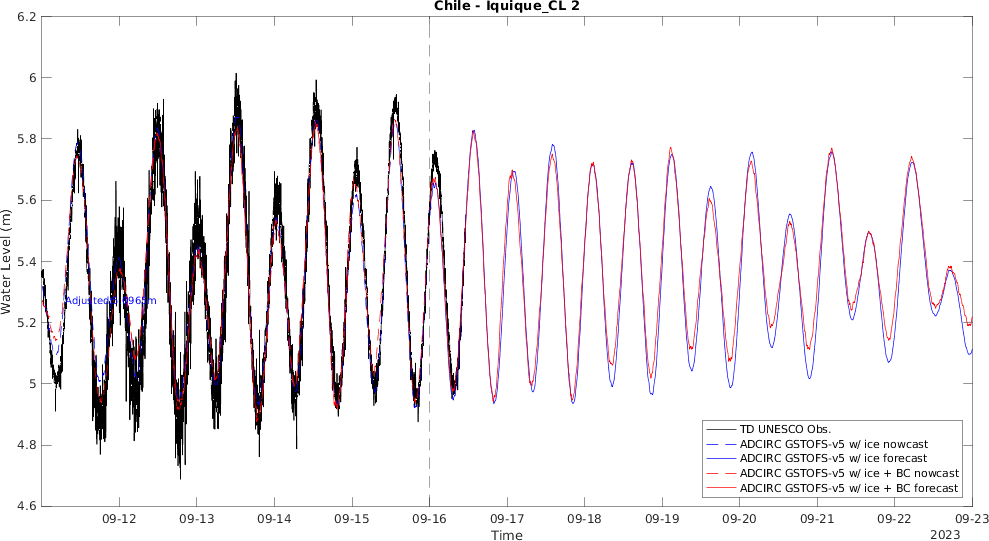 Chile - Iquique_CL 2
6.2
6
5.8
5.6
5.4
5.2
5
4.8
4.6
Water Level (m)
Adjusted
TD UNESCO Obs.
ADCIRC GSTOFS-v5 w/ ice nowcast
ADCIRC GSTOFS-v5 w/ ice forecast
ADCIRC GSTOFS-v5 w/ ice + BC nowcast
ADCIRC GSTOFS-v5 w/ ice + BC forecast
09-12 09-13 09-14 09-15 09-16 09-17 09-18 09-19 09-20 09-21 09-22 09-23
Time
2023